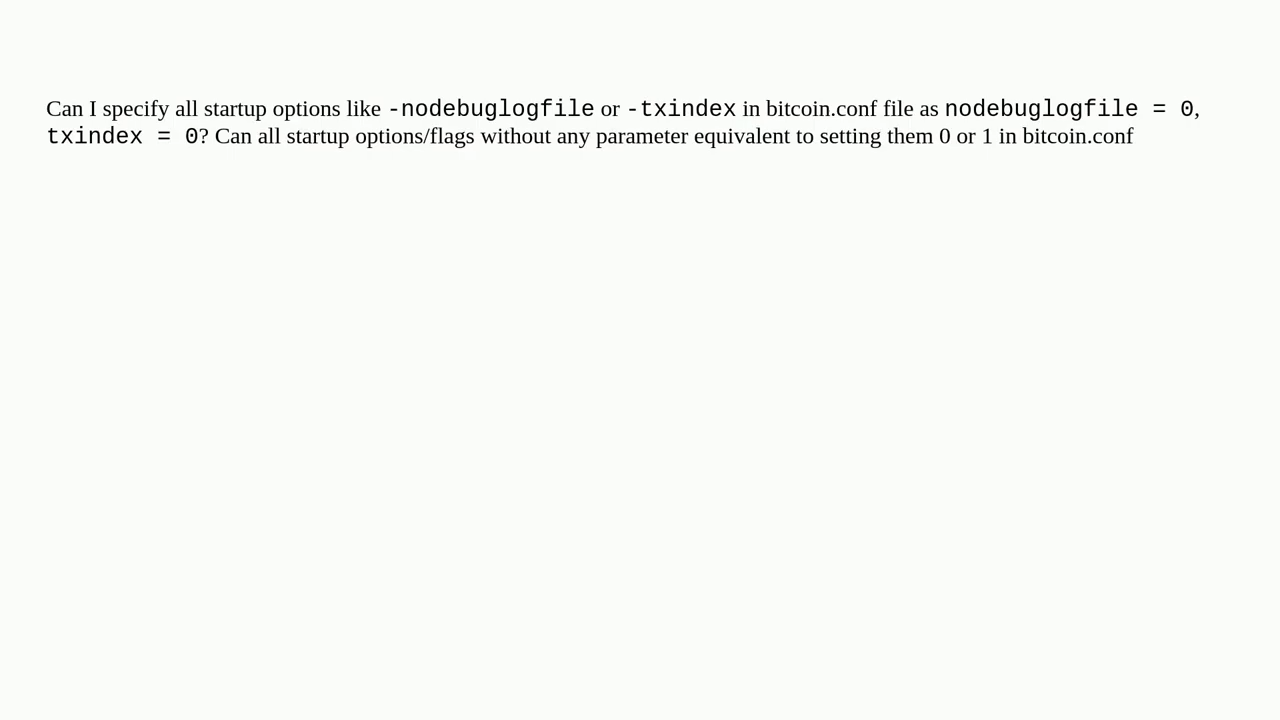 Can I specify all startup options like -nodebuglogfile or -txindex in bitcoin.conf file as nodebuglogfile = 0,
txindex = 0? Can all startup options/flags without any parameter equivalent to setting them 0 or 1 in bitcoin.conf